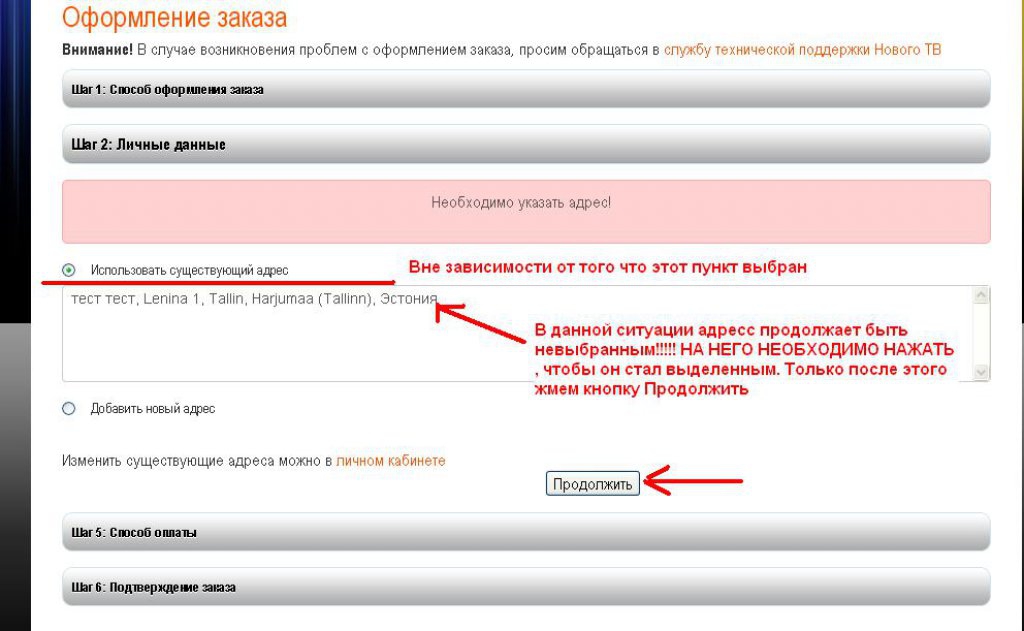 Оформление заказа
Внимание! В случае возникновения проблем с оформлением заказа, просим обращаться в службу технической поддержки Нового ТВ
Шаг 1: Способ оформления заказа
Шаг 2: Личные данные
Необходимо указать адрес!
Использовать существующий адрес
Вне зависимости от того что этот пункт выбран
тест тест, Lenina 1, Tallin, Harjumaa (Tallinn), Эстония
В данной ситуации адресс продолжает быть
невыбранным!!!!! НА НЕГО НЕОБХОДИМО НАЖАТЬ
, чтобы он стал выделенным. Только после этого
жмем кнопку Продолжить
Добавить новый адрес
Изменить существующие адреса можно в личном кабинете
Продолжить
Шаг 5: Способ оплаты
Шаг 6: Подтверждение заказа